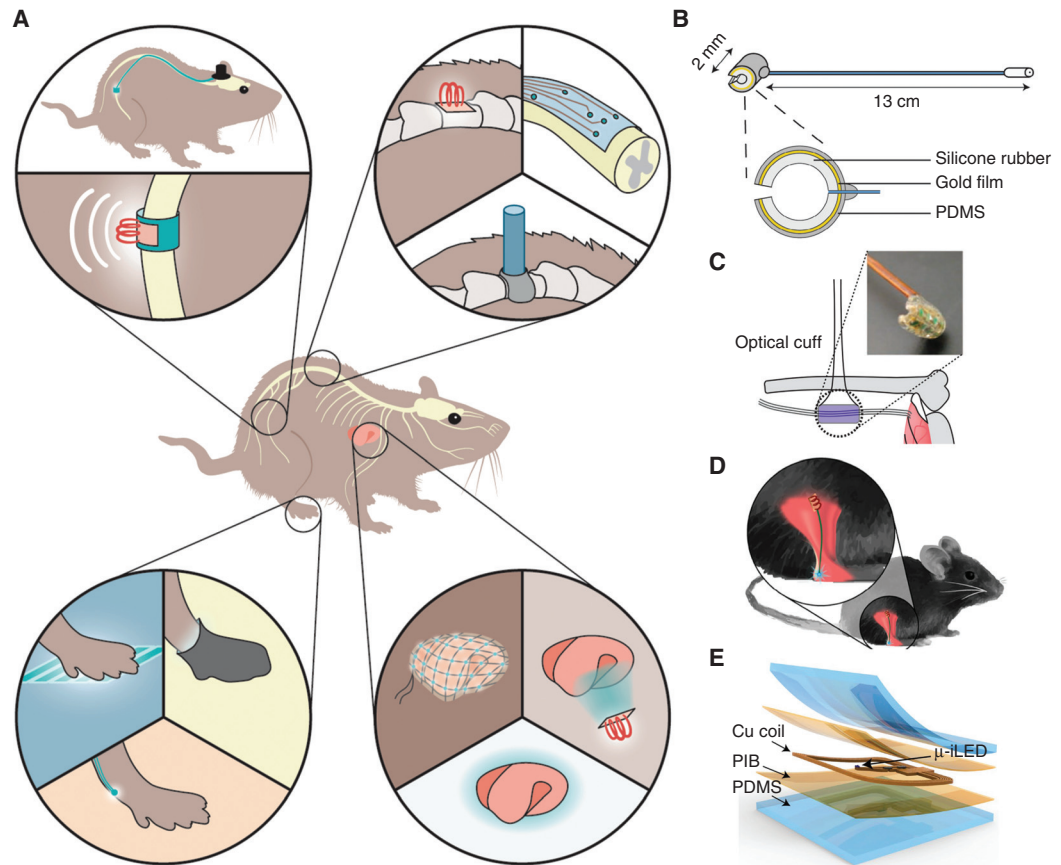 A
B
2 mm
13 cm
Silicone rubber
Gold film
PDMS
C
Optical cuff
D
E
Cu coil
μ-iLED
PIB
PDMS